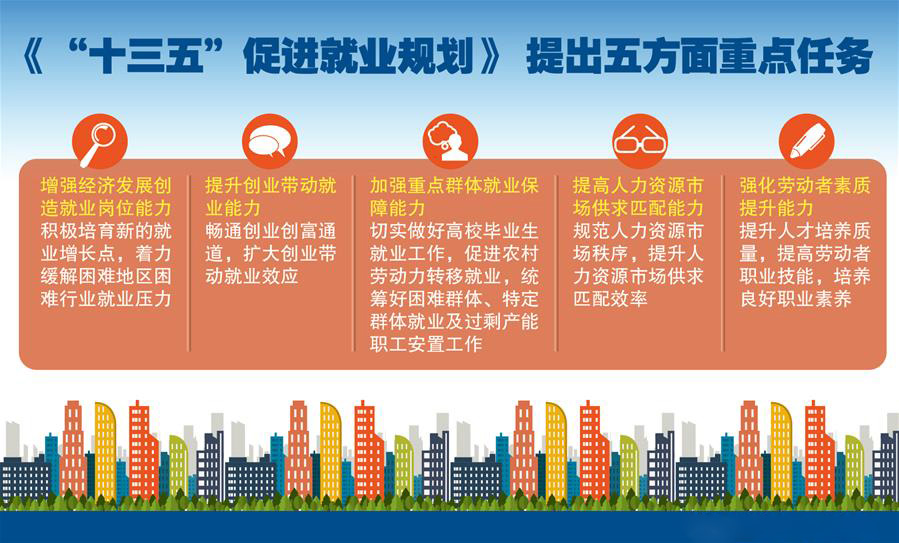 《“十三五”促进就业规划》 提出五方面重点任务
增强经济发展创
造就业岗位能力
积极培育新的就
业增长点，着力
缓解困难地区困
难行业就业压力
提升创业带动就
业能力
畅通创业创富通
道，扩大创业带
动就业效应
加强重点群体就业保
障能力
切实做好高校毕业生
就业工作，促进农村
劳动力转移就业，统
筹好困难群体、特定
群体就业及过剩产能
职工安置工作
提高人力资源市
场供求匹配能力
规范人力资源市
场秩序，提升人
力资源市场供求
匹配效率
强化劳动者素质
提升能力
提升人才培养质
量，提高劳动者
职业技能，培养
良好职业素养